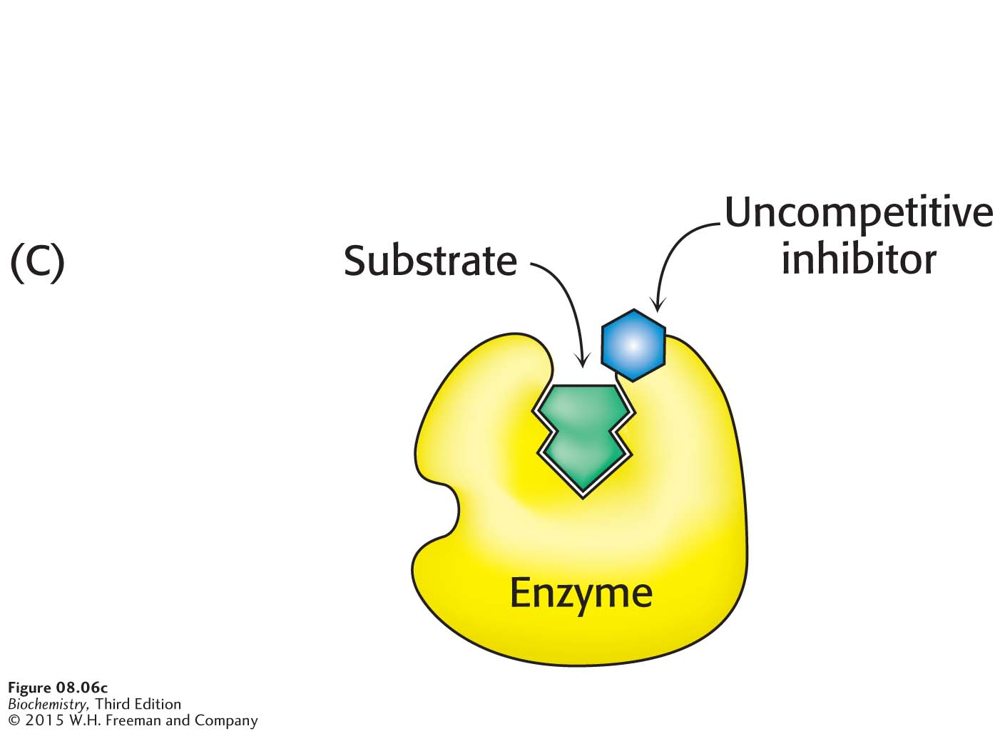 Uncompetitive
inhibitor
(C)
Substrate
Enzyme
Figure 08.06c
Biochemistry, Third Edition
© 2015 W.H. Freeman and Company